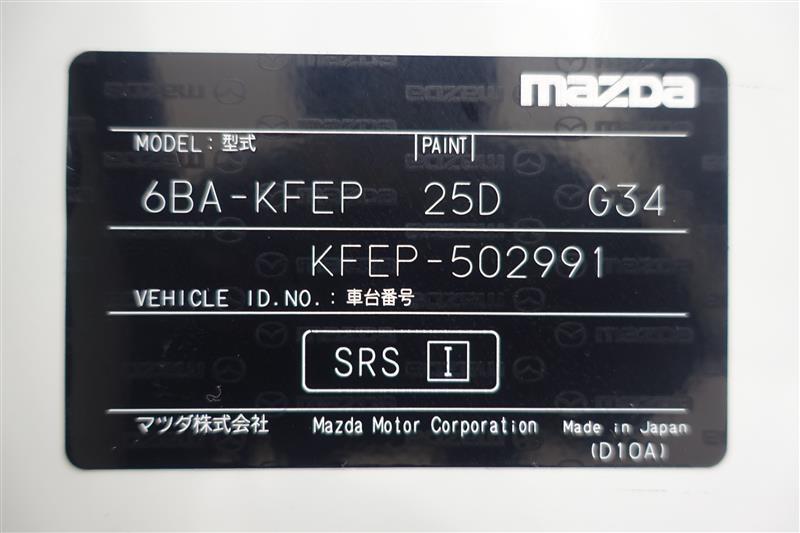 mazda
MODEL : 型式 PAINT
6BA-KFEP 25D G34
KFEP-502991
VEHICLE ID.NO. : 車台番号
SRS I
マツダ株式会社 Mazda Motor Corporation Made in Japan
(D10A)